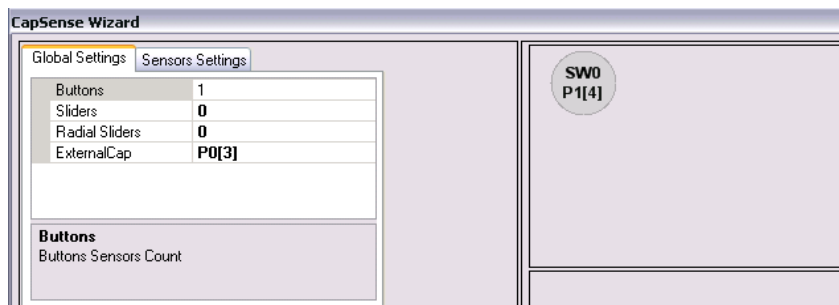 CapSense Wizard
Global Settings Sensors Settings
Buttons 1
Sliders 0
Radial Sliders 0
ExternalCap P0[3]
Buttons
Buttons Sensors Count
SW0
P1[4]